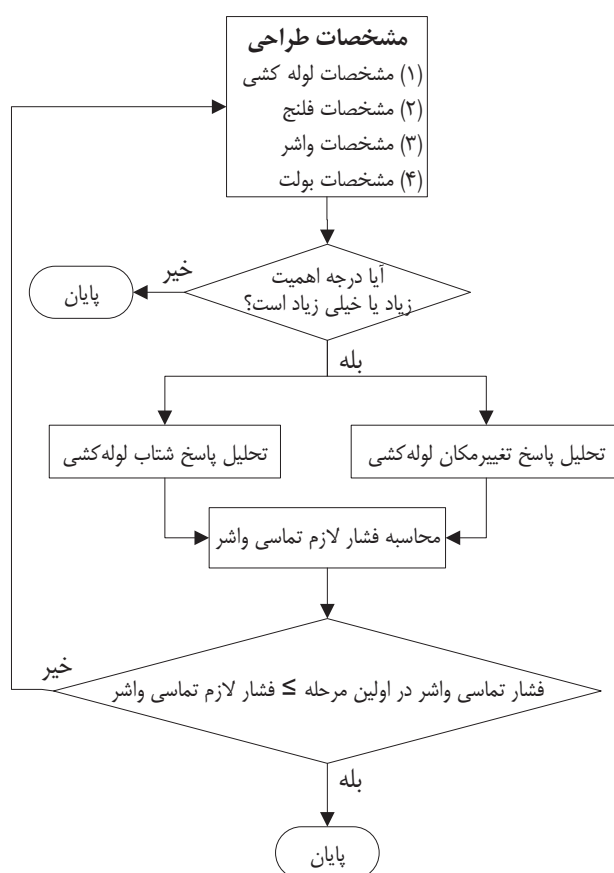 مشخصات طراحی
(۱) مشخصات لوله کشی
(۲) مشخصات فلنج
(۳) مشخصات واشر
(۴) مشخصات بولت
آیا درجه اهمیت
زیاد یا خیلی زیاد است؟
خیر
پایان
بله
تحلیل پاسخ تغییرمکان لوله‌کشی
تحلیل پاسخ شتاب لوله‌کشی
محاسبه فشار لازم تماسی واشر
فشار تماسی واشر در اولین مرحله ≥ فشار لازم تماسی واشر
خیر
بله
پایان